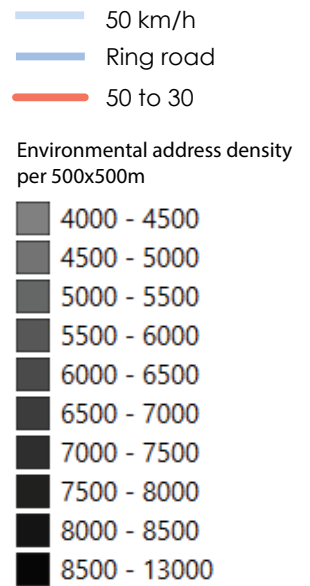 50 km/h
Ring road
50 to 30
Environmental address density
per 500x500m
4000 - 4500
4500 - 5000
5000 - 5500
5500 - 6000
6000 - 6500
6500 - 7000
7000 - 7500
7500 - 8000
8000 - 8500
8500 - 13000